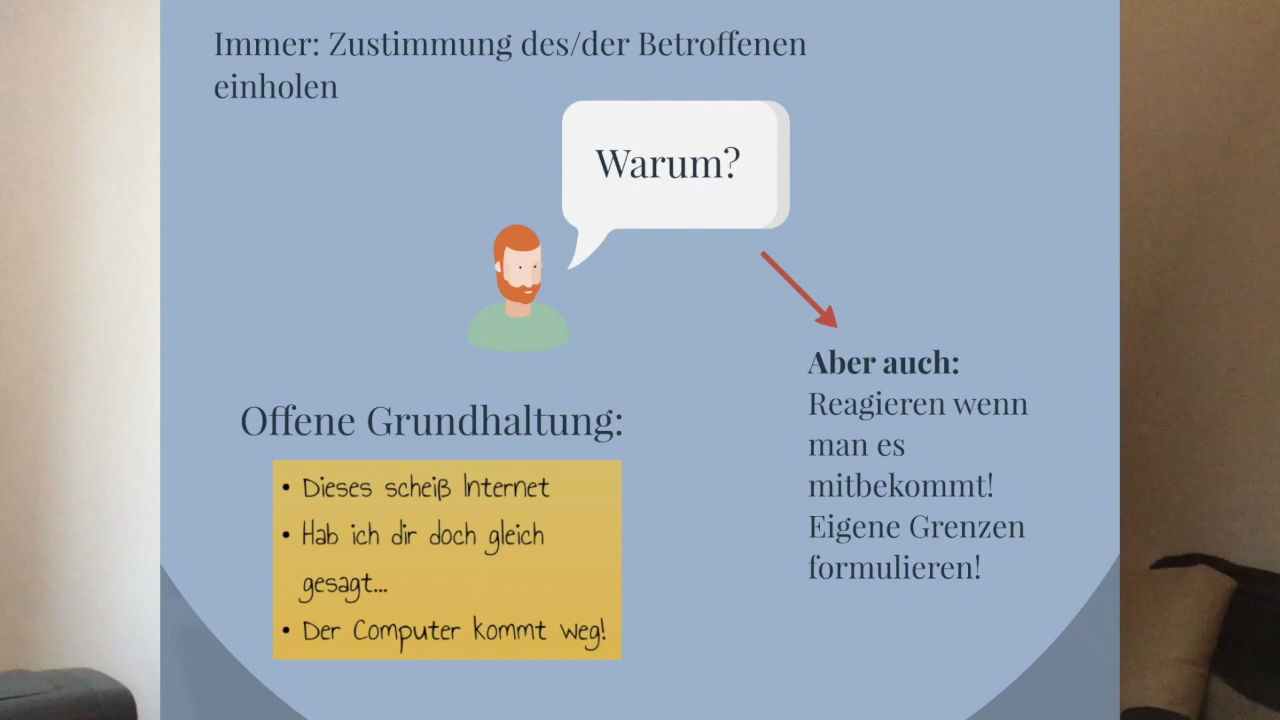 Immer: Zustimmung des/der Betroffenen
einholen
Warum?
Aber auch:
Reagieren wenn
man es
mitbekommt!
Eigene Grenzen
formulieren!
Offene Grundhaltung:
• Dieses scheiß Internet
• Hab ich dir doch gleich
gesagt...
• Der Computer kommt weg!